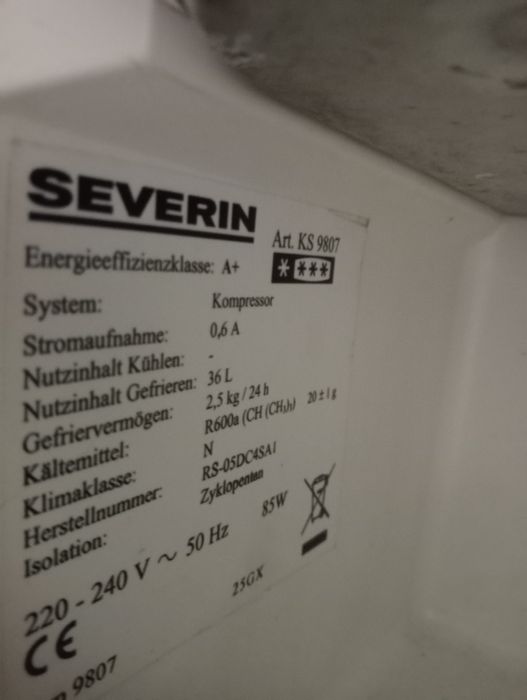 SEVERIN
Art. KS 9807
Energieeffizienzklasse: A+
* ***
System: Kompressor
Stromaufnahme: 0,6 A
Nutzinhalt Kühlen: -
Nutzinhalt Gefrieren: 36 L
Gefriervermögen: 2,5 kg / 24 h
Kältemittel: R600a (CH (CH₃)₃) 20 ± 1 g
Klimaklasse: N
Herstellnummer: RS-05DC4SA1
Isolation: Zyklopentan
220 - 240 V ~ 50 Hz 85W
CE 25GX
9807